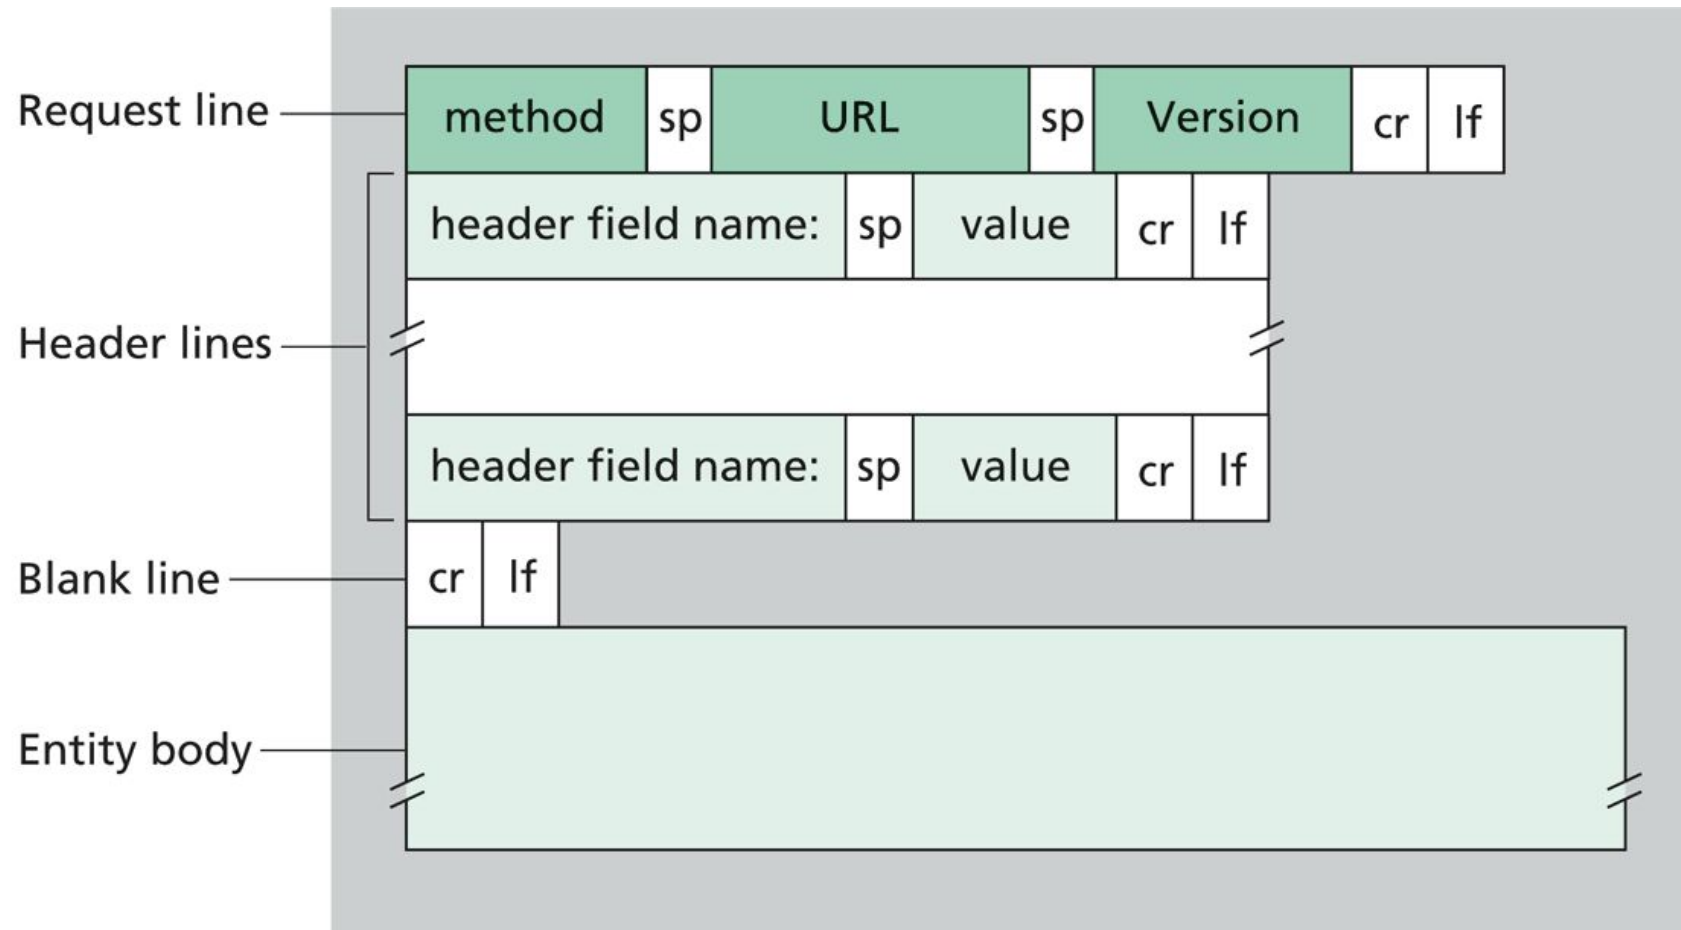 Request line method sp URL sp Version cr lf
header field name: sp value cr lf
Header lines
header field name: sp value cr lf
Blank line cr lf
Entity body